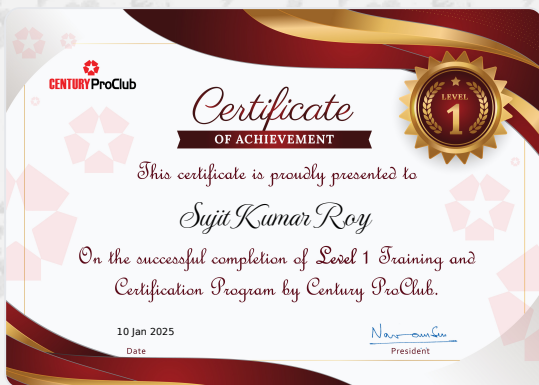 CENTURY ProClub
Certificate
OF ACHIEVEMENT
LEVEL
1
This certificate is proudly presented to
Sujit Kumar Roy
On the successful completion of Level 1 Training and
Certification Program by Century ProClub.
10 Jan 2025
Date
President